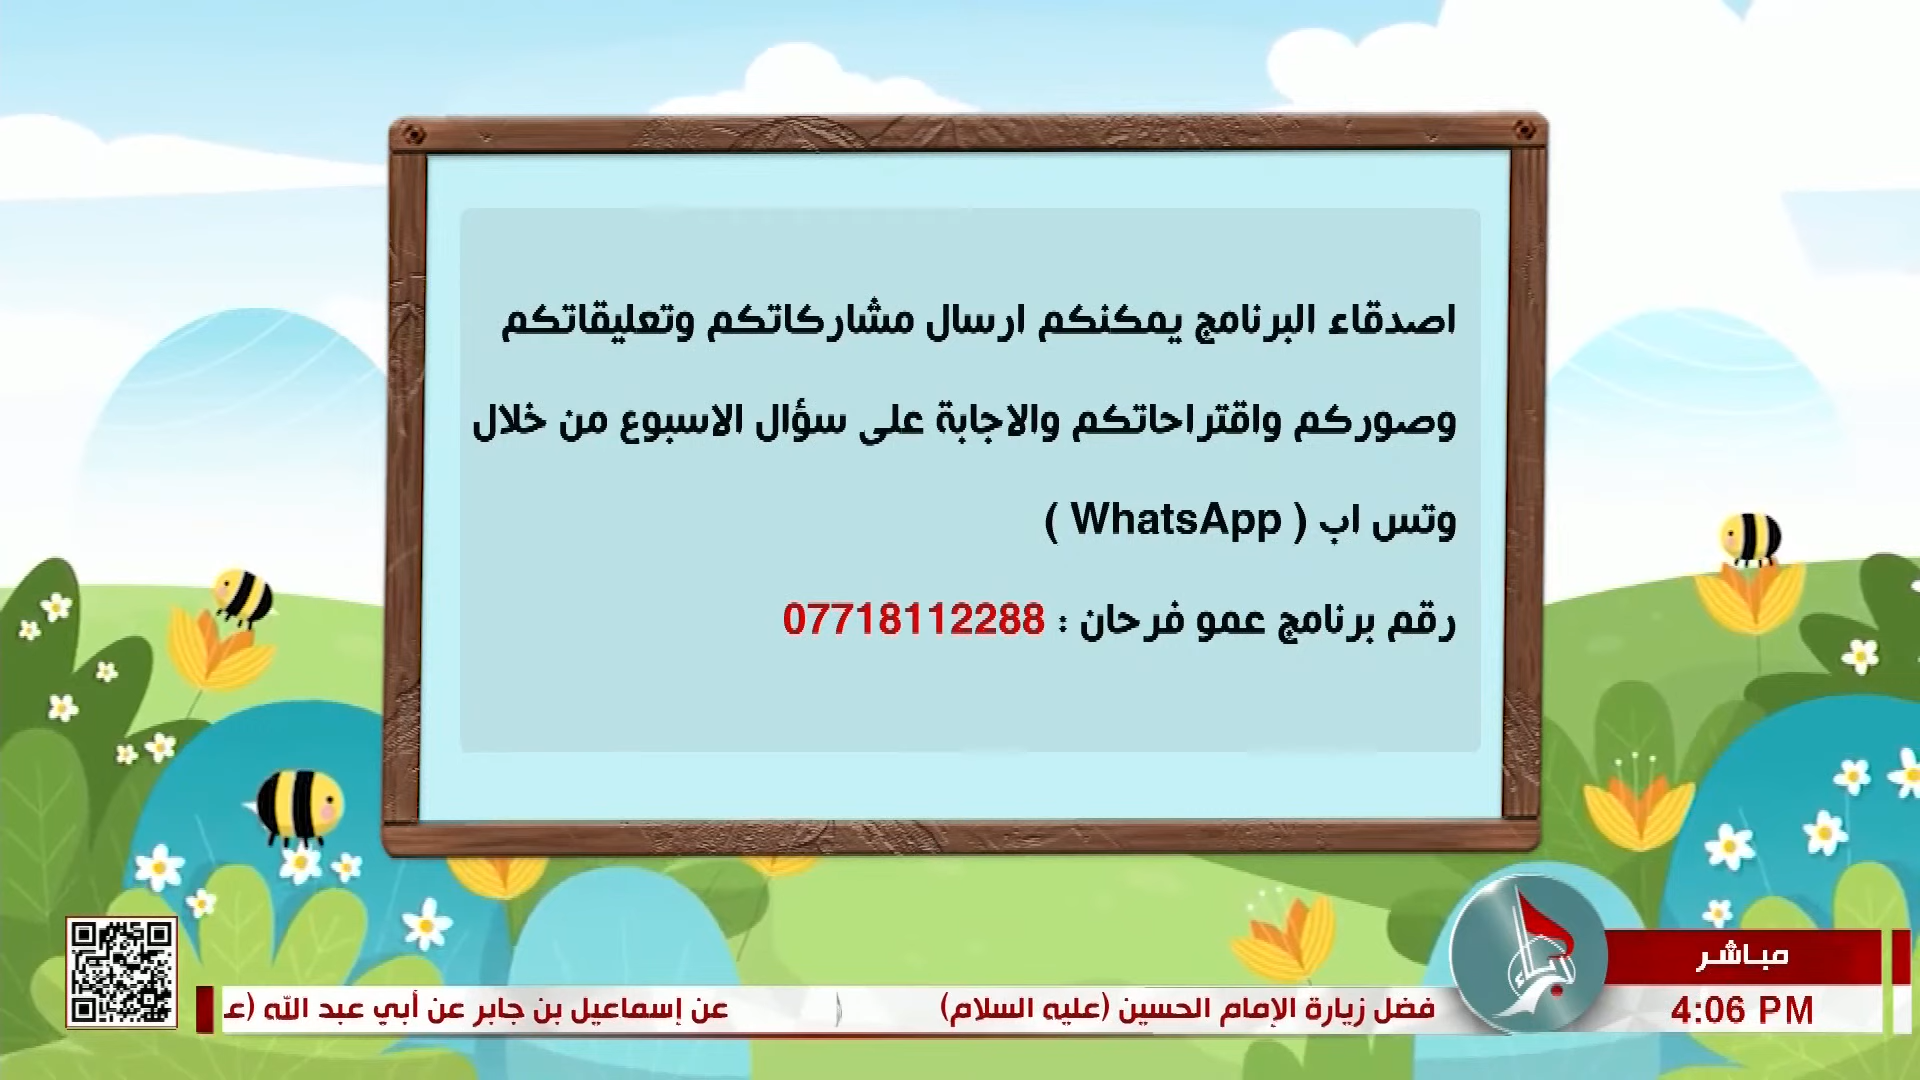 اصدقاء البرنامج يمكنكم ارسال مشاركاتكم وتعليقاتكم
وصوركم واقتراحاتكم والاجابة على سؤال الاسبوع من خلال
وتس اب ( WhatsApp )
رقم برنامج عمو فرحان : 07718112288
كربلاء
مباشر
4:06 PM
فضل زيارة الإمام الحسين (عليه السلام) عن إسماعيل بن جابر عن أبي عبد الله (عـ